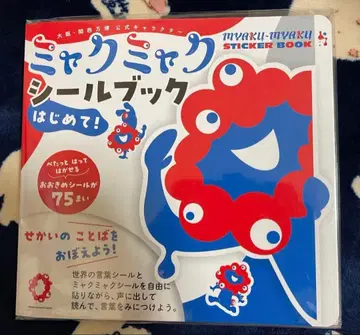 大阪・関西万博 公式キャラクター
MYAKU-MYAKU
STICKER BOOK
ミャクミャク
シールブック
はじめて!
ぺたっと はって
はがせる
おおきめシールが
75まい
せかいの ことばを
おぼえよう!
世界の言葉シールと
ミャクミャクシールを自由に
貼りながら、声に出して
読んで、言葉をみにつけよう。